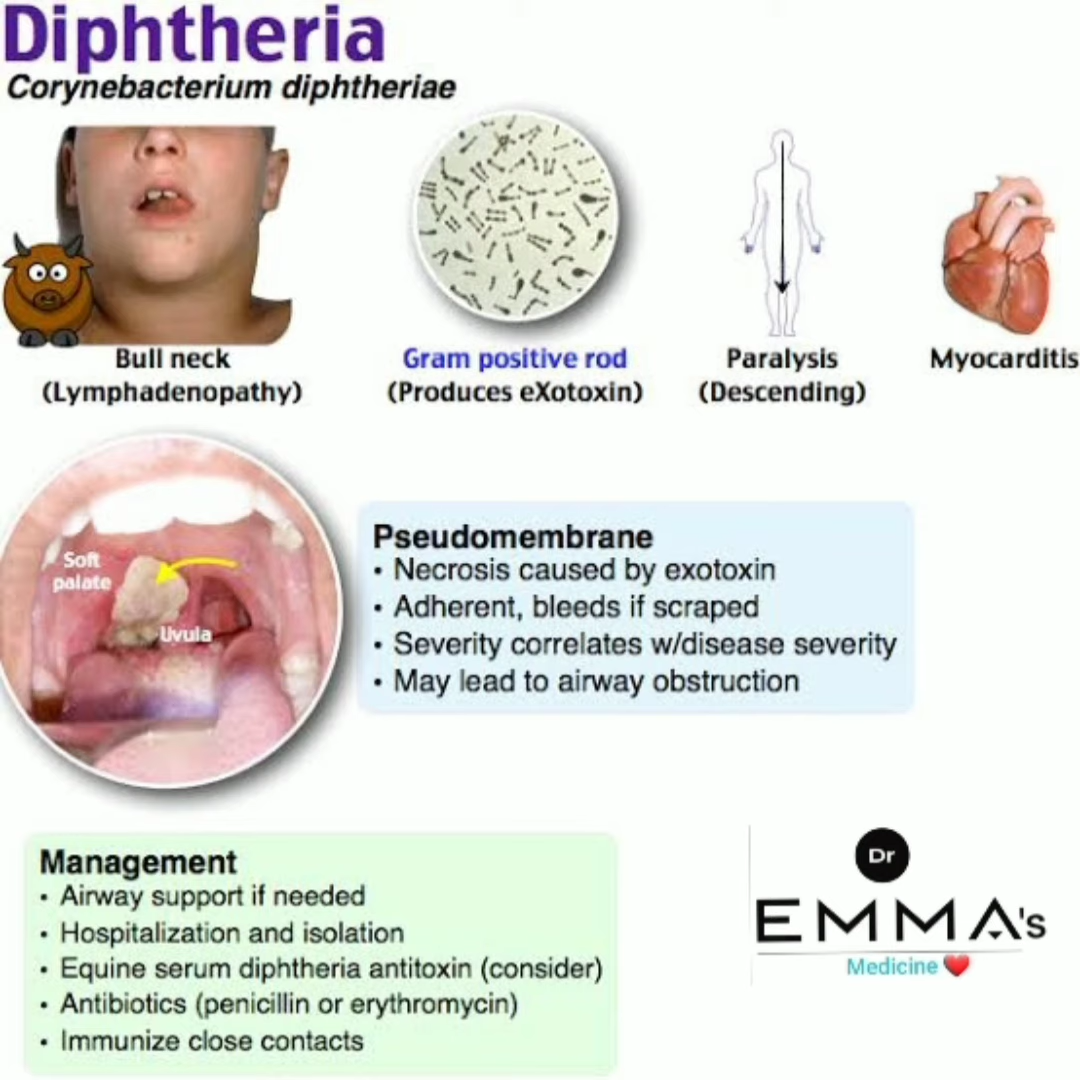 Diphtheria
Corynebacterium diphtheriae
Bull neck
(Lymphadenopathy)
Gram positive rod
(Produces eXotoxin)
Paralysis
(Descending)
Myocarditis
Soft
palate
Uvula
Pseudomembrane
• Necrosis caused by exotoxin
• Adherent, bleeds if scraped
• Severity correlates w/disease severity
• May lead to airway obstruction
Management
• Airway support if needed
• Hospitalization and isolation
• Equine serum diphtheria antitoxin (consider)
• Antibiotics (penicillin or erythromycin)
• Immunize close contacts
Dr
EMMA's
Medicine ❤️